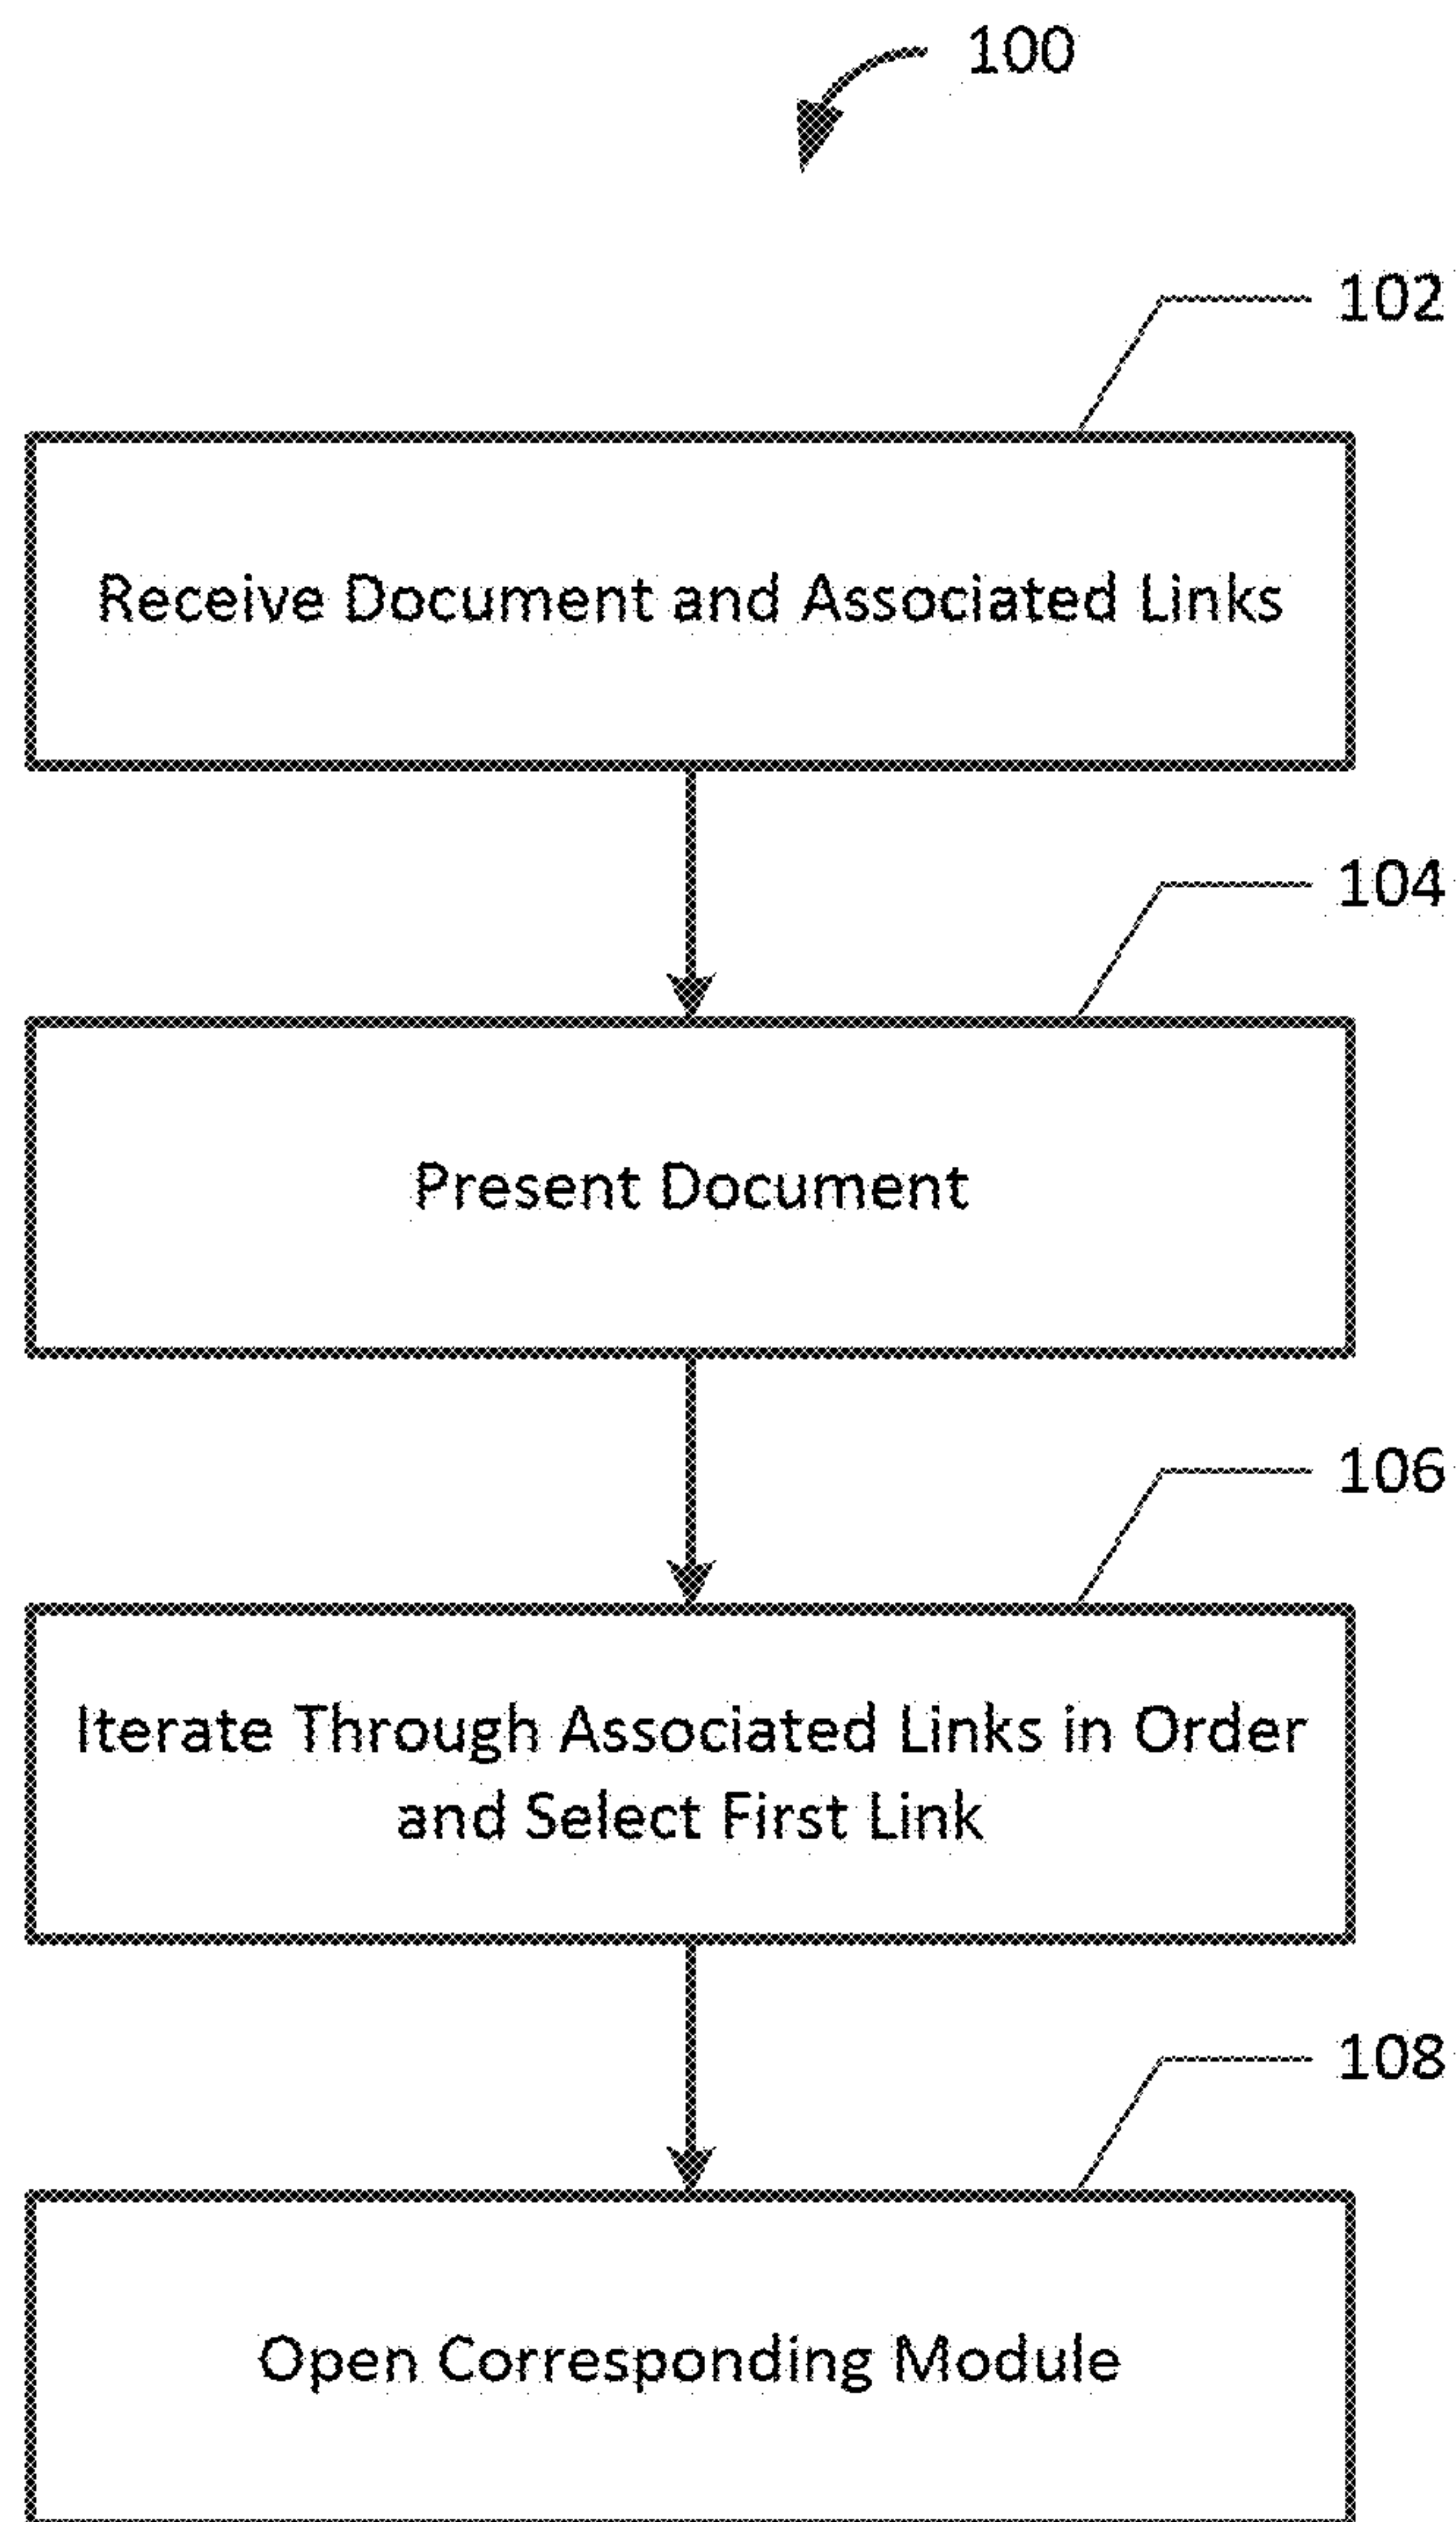 100
102
Receive Document and Associated Links
104
Present Document
106
Iterate Through Associated Links in Order
and Select First Link
108
Open Corresponding Module